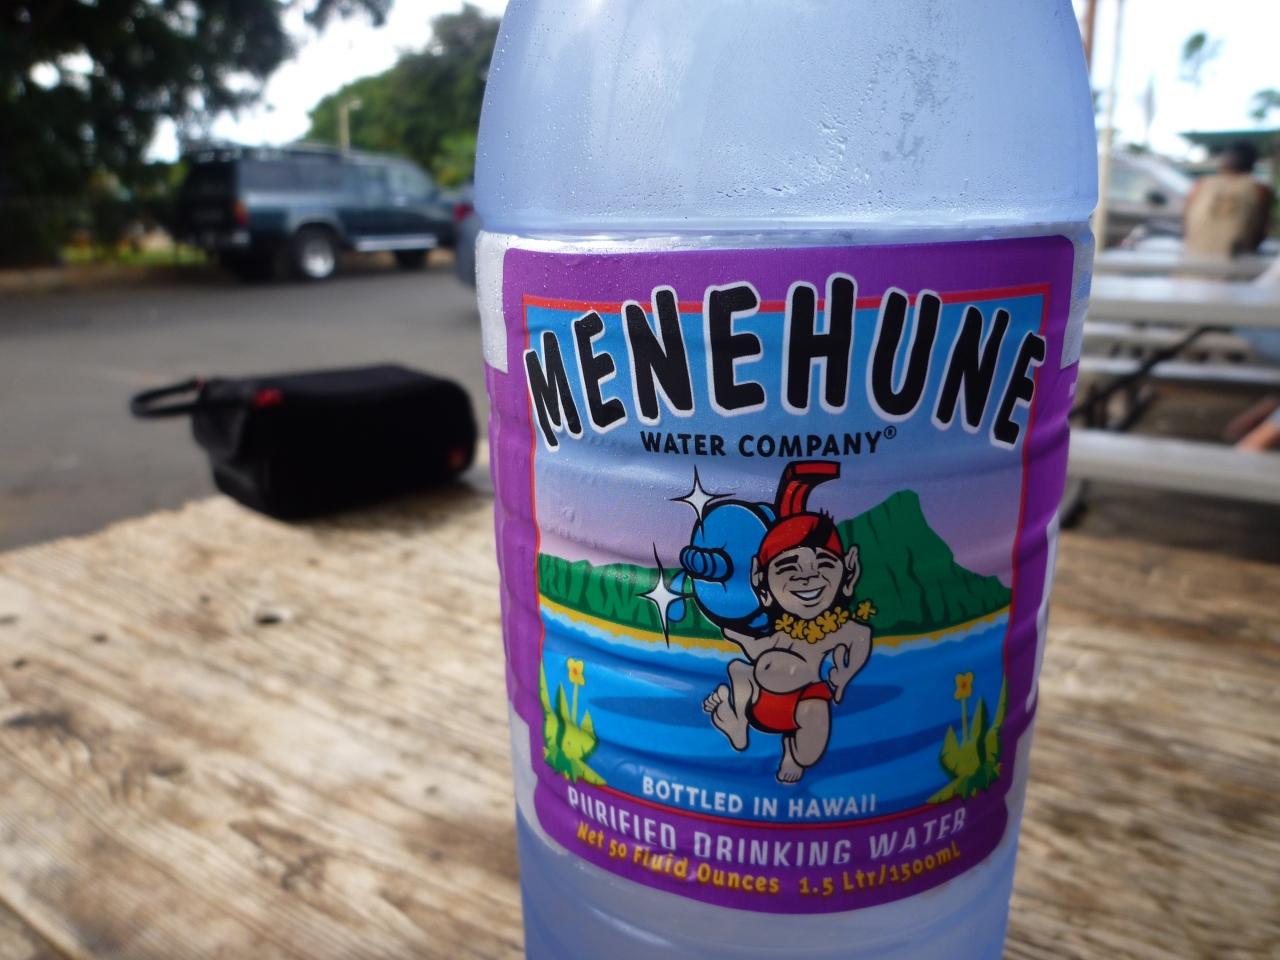 MENEHUNE
WATER COMPANY®
BOTTLED IN HAWAII
PURIFIED DRINKING WATER
Net 50 Fluid Ounces 1.5 Ltr/1500mL